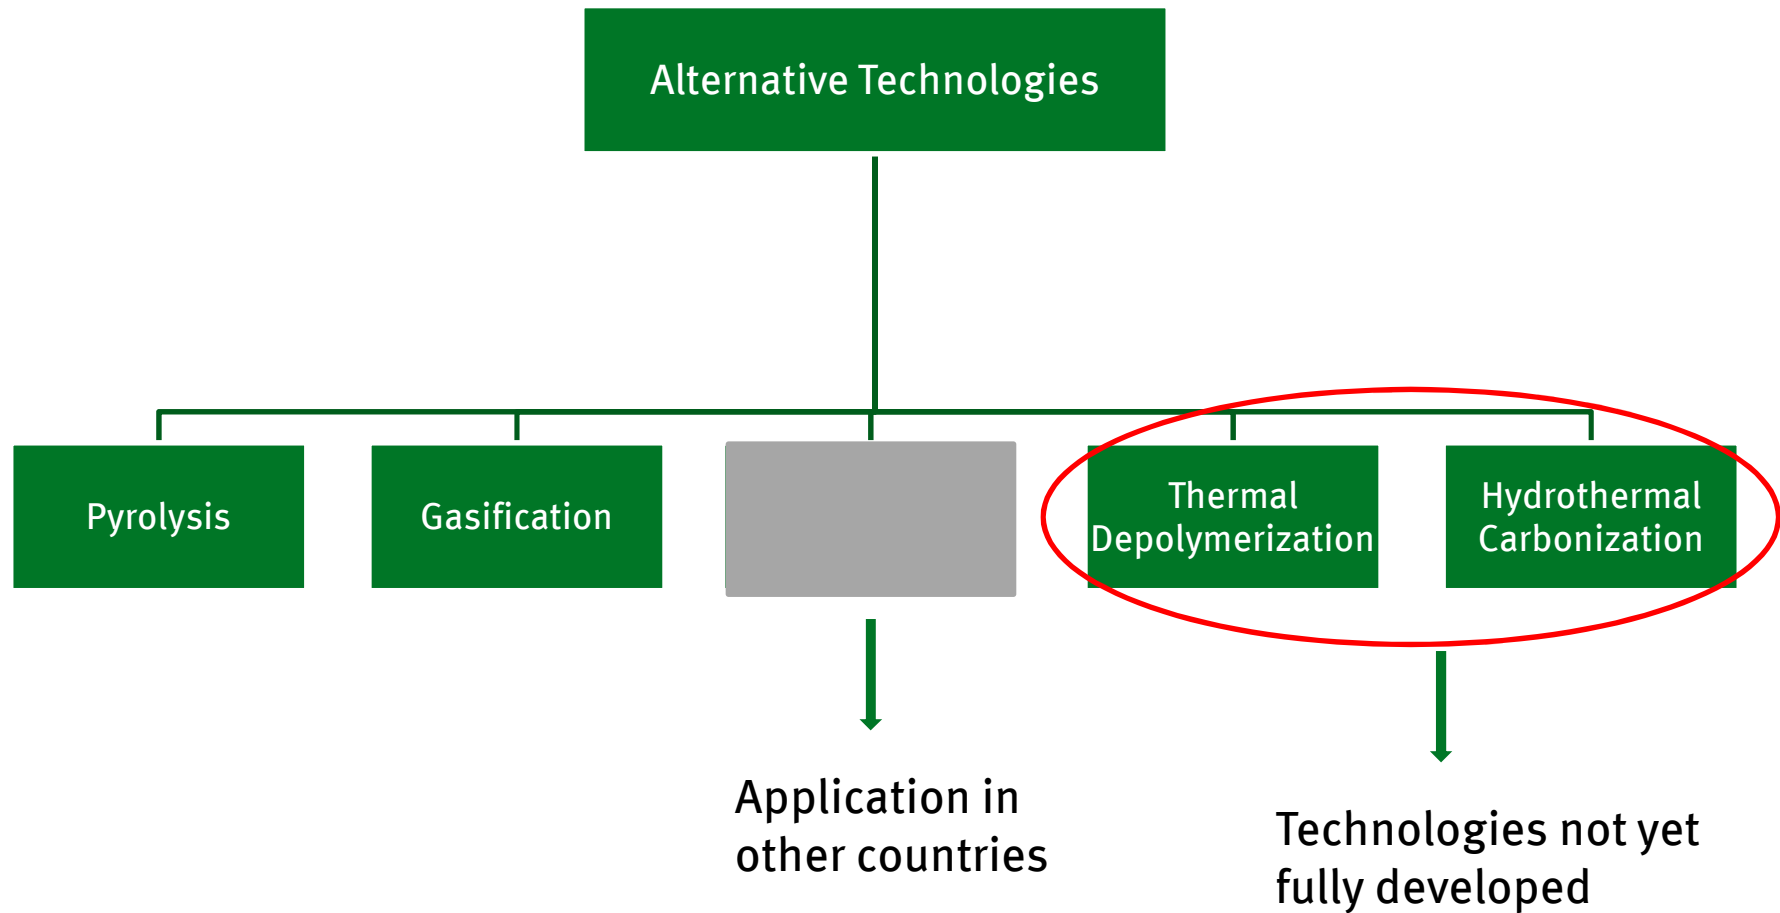 Alternative Technologies
Pyrolysis
Gasification
Thermal
Depolymerization
Hydrothermal
Carbonization
Application in
other countries
Technologies not yet
fully developed